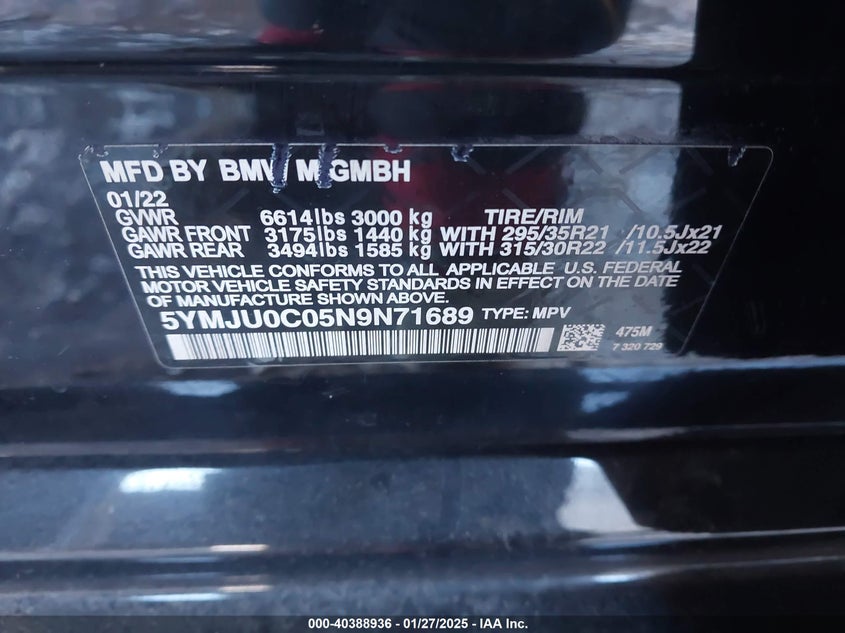 MFD BY BMW M GMBH
01/22
GVWR 6614 lbs 3000 kg TIRE/RIM
GAWR FRONT 3175 lbs 1440 kg WITH 295/35R21 /10.5Jx21
GAWR REAR 3494 lbs 1585 kg WITH 315/30R22 /11.5Jx22
THIS VEHICLE CONFORMS TO ALL APPLICABLE U.S. FEDERAL
MOTOR VEHICLE SAFETY STANDARDS IN EFFECT ON THE DATE
OF MANUFACTURE SHOWN ABOVE.
5YMJU0C05N9N71689 TYPE: MPV
475M
7 320 729
000-40388936 - 01/27/2025 - IAA Inc.